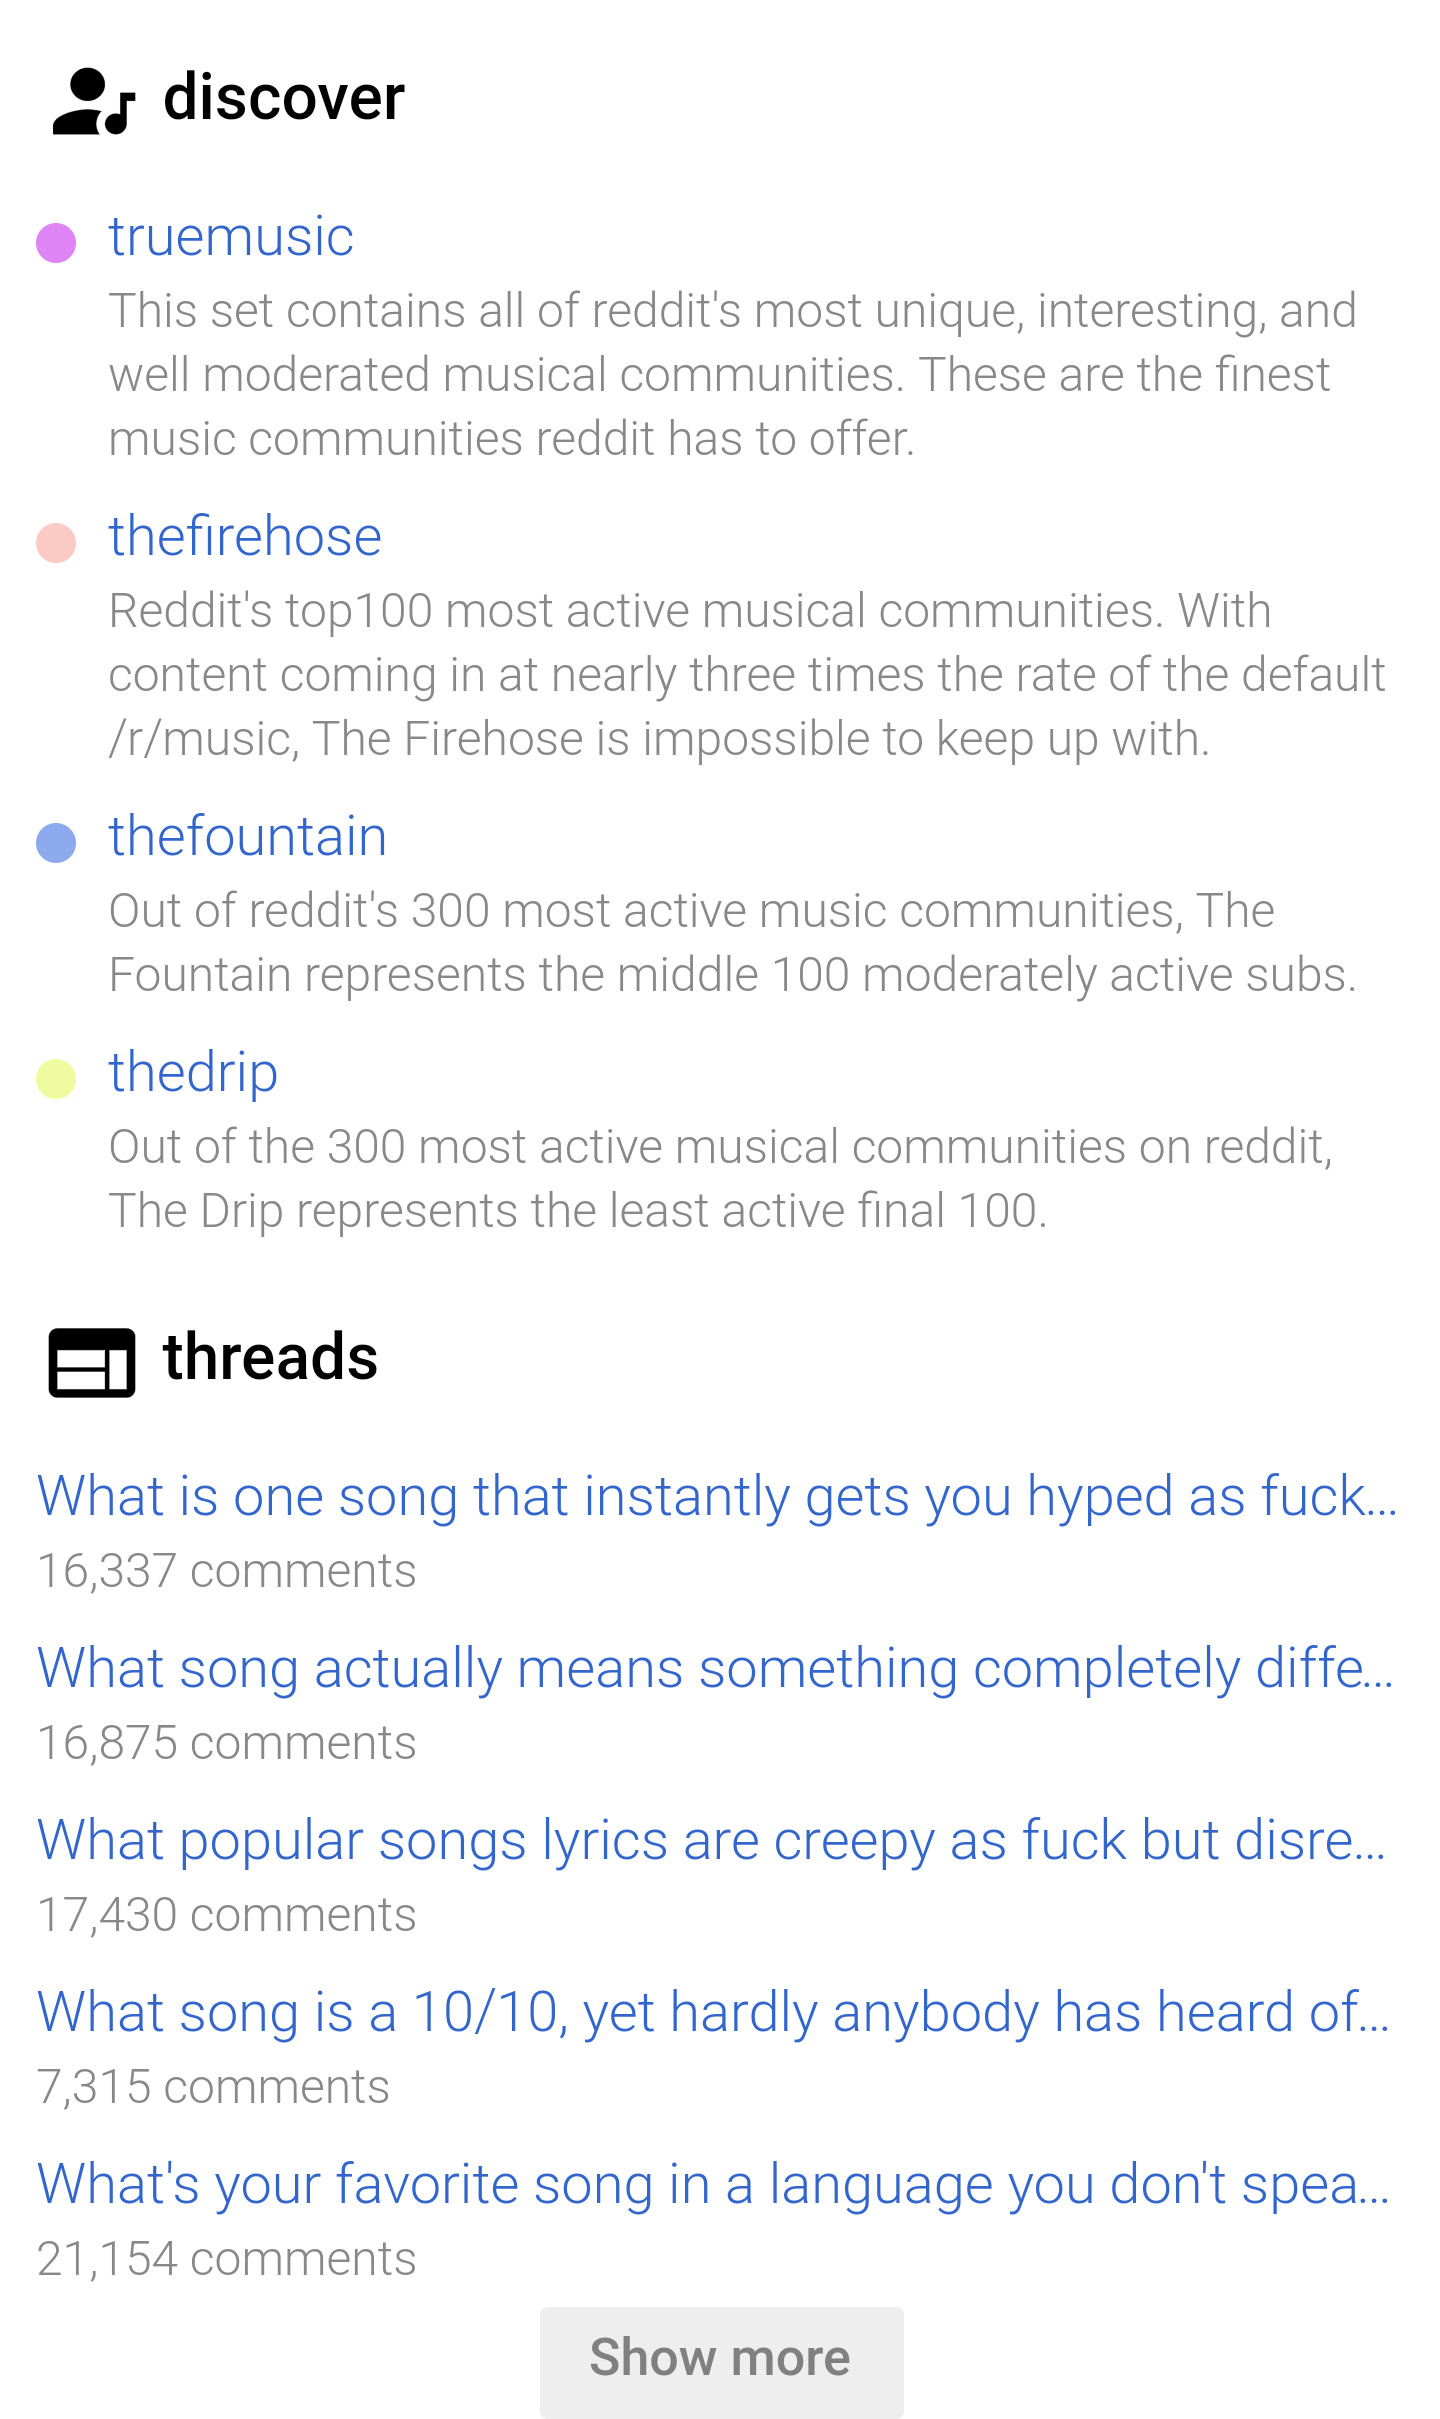 discover
truemusic
This set contains all of reddit's most unique, interesting, and
well moderated musical communities. These are the finest
music communities reddit has to offer.
thefirehose
Reddit's top100 most active musical communities. With
content coming in at nearly three times the rate of the default
/r/music, The Firehose is impossible to keep up with.
thefountain
Out of reddit's 300 most active music communities, The
Fountain represents the middle 100 moderately active subs.
thedrip
Out of the 300 most active musical communities on reddit,
The Drip represents the least active final 100.
threads
What is one song that instantly gets you hyped as fuck...
16,337 comments
What song actually means something completely diffe...
16,875 comments
What popular songs lyrics are creepy as fuck but disre...
17,430 comments
What song is a 10/10, yet hardly anybody has heard of...
7,315 comments
What's your favorite song in a language you don't spea...
21,154 comments
Show more